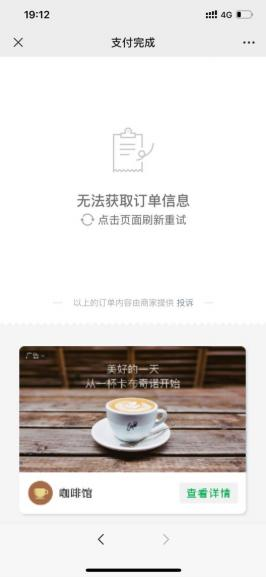 19:12
4G
支付完成
无法获取订单信息
点击页面刷新重试
以上的订单内容由商家提供 投诉
广告
美好的一天
从一杯卡布奇诺开始
咖啡馆
查看详情